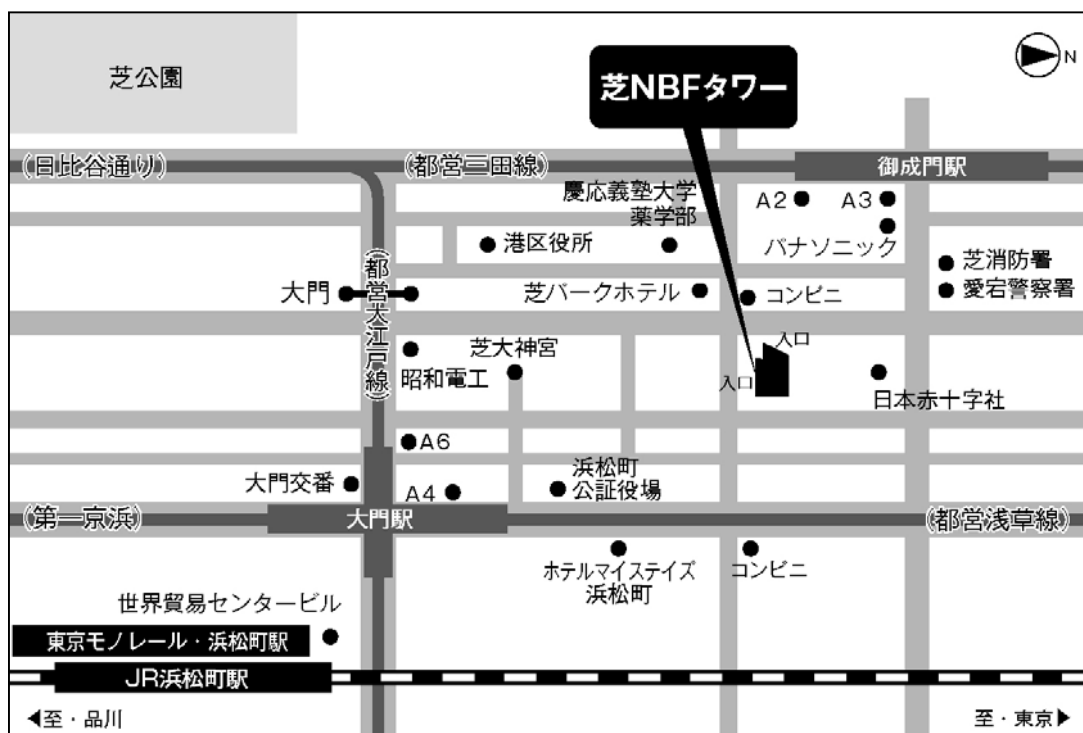 芝公園
芝NBFタワー
N
(日比谷通り)
(都営三田線)
御成門駅
慶応義塾大学
薬学部
A2
A3
港区役所
パナソニック
芝消防署
愛宕警察署
大門
(都営大江戸線)
芝パークホテル
コンビニ
昭和電工
芝大神宮
入口
入口
日本赤十字社
A6
大門交番
A4
浜松町
公証役場
(第一京浜)
大門駅
(都営浅草線)
ホテルマイステイズ
浜松町
コンビニ
世界貿易センタービル
東京モノレール・浜松町駅
JR浜松町駅
◀至・品川
至・東京▶